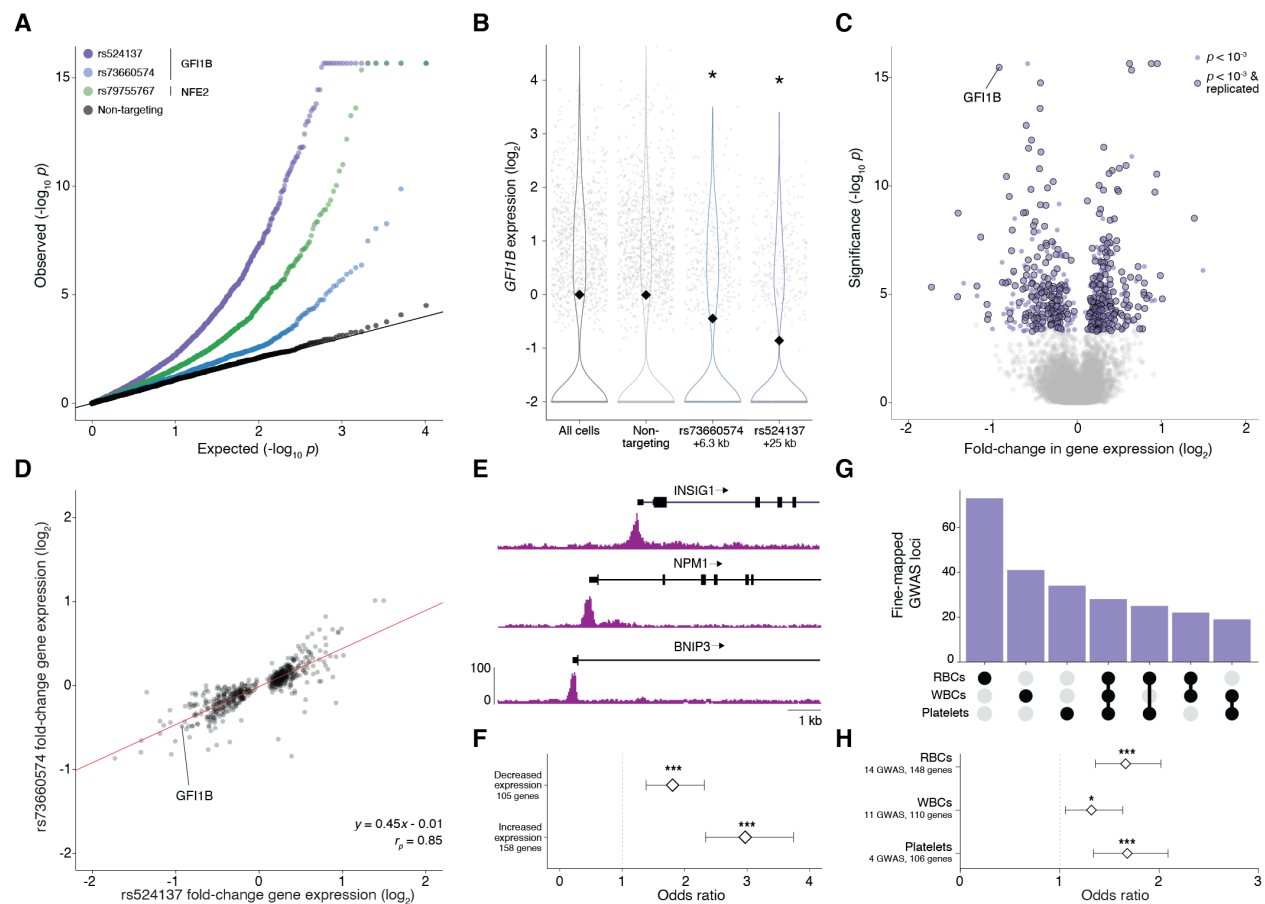 A
rs524137
rs73660574
GFI1B
rs79755767
NFE2
Non-targeting
Observed (-log10 p)
15
10
5
0
0
1
2
3
4
Expected (-log10 p)
B
GFI1B expression (log2)
4
3
2
1
0
-1
-2
*
*
All cells
Non-
targeting
rs73660574
+6.3 kb
rs524137
+25 kb
C
Significance (-log10 p)
15
10
5
0
GFI1B
p < 10-3
p < 10-3 &
replicated
-2
-1
0
1
2
Fold-change in gene expression (log2)
D
rs73660574 fold-change gene expression (log2)
2
1
0
-1
-2
GFI1B
y = 0.45x - 0.01
rp = 0.85
-2
-1
0
1
2
rs524137 fold-change gene expression (log2)
E
INSIG1
NPM1
BNIP3
100
0
1 kb
F
Decreased
expression
105 genes
***
Increased
expression
158 genes
***
0
1
2
3
4
Odds ratio
G
Fine-mapped
GWAS loci
60
40
20
0
RBCs
WBCs
Platelets
H
RBCs
14 GWAS, 148 genes
***
WBCs
11 GWAS, 110 genes
*
Platelets
4 GWAS, 106 genes
***
0
1
2
3
Odds ratio